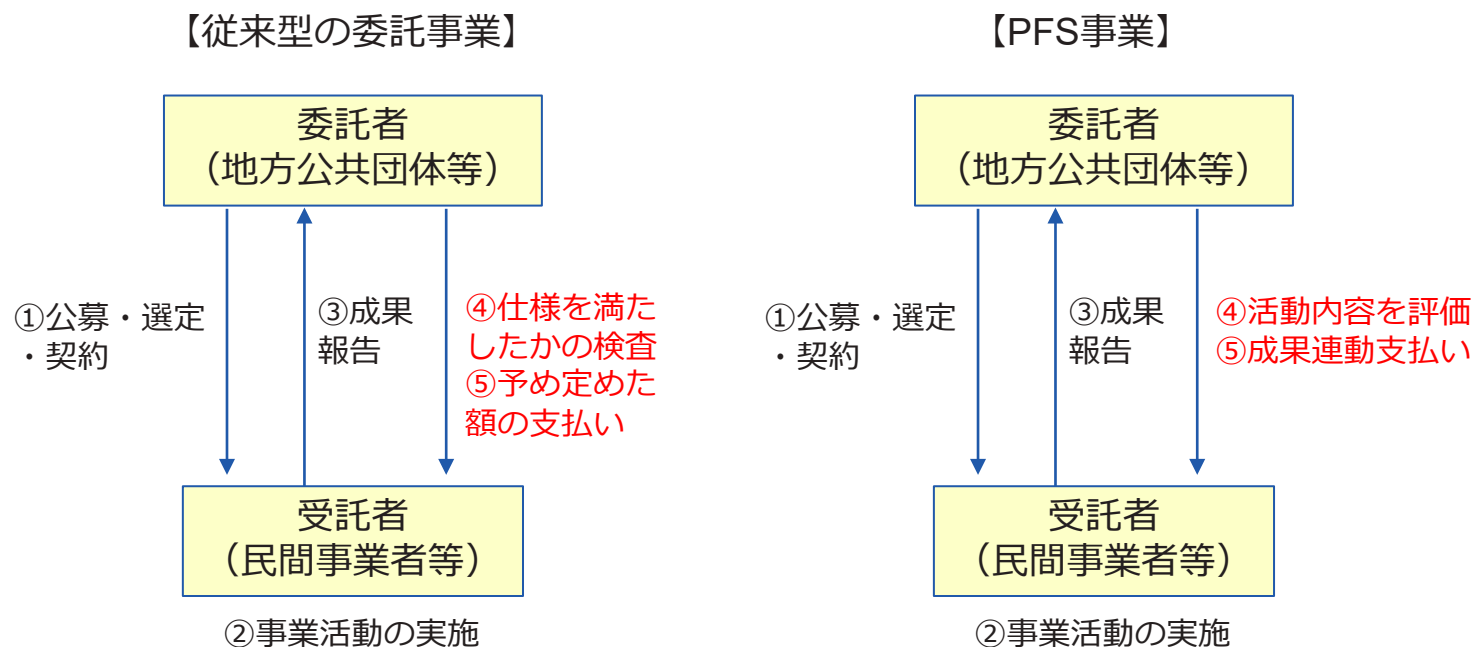 【従来型の委託事業】
委託者
（地方公共団体等）
①公募・選定
・契約
③成果
報告
④仕様を満た
したかの検査
⑤予め定めた
額の支払い
受託者
（民間事業者等）
②事業活動の実施
【PFS事業】
委託者
（地方公共団体等）
①公募・選定
・契約
③成果
報告
④活動内容を評価
⑤成果連動支払い
受託者
（民間事業者等）
②事業活動の実施